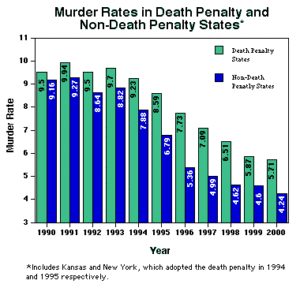 Murder Rates in Death Penalty and
Non-Death Penalty States*
11
10
9
8
7
6
5
4
3
Murder Rate
Death Penalty
States
Non-Death
Penalty States
9.5
9.16
9.94
9.27
9.5
8.64
9.7
8.82
9.23
7.88
8.59
6.79
7.73
5.36
7.09
4.99
6.51
4.62
5.87
4.6
5.71
4.24
1990 1991 1992 1993 1994 1995 1996 1997 1998 1999 2000
Year
*Includes Kansas and New York, which adopted the death penalty in 1994
and 1995 respectively.